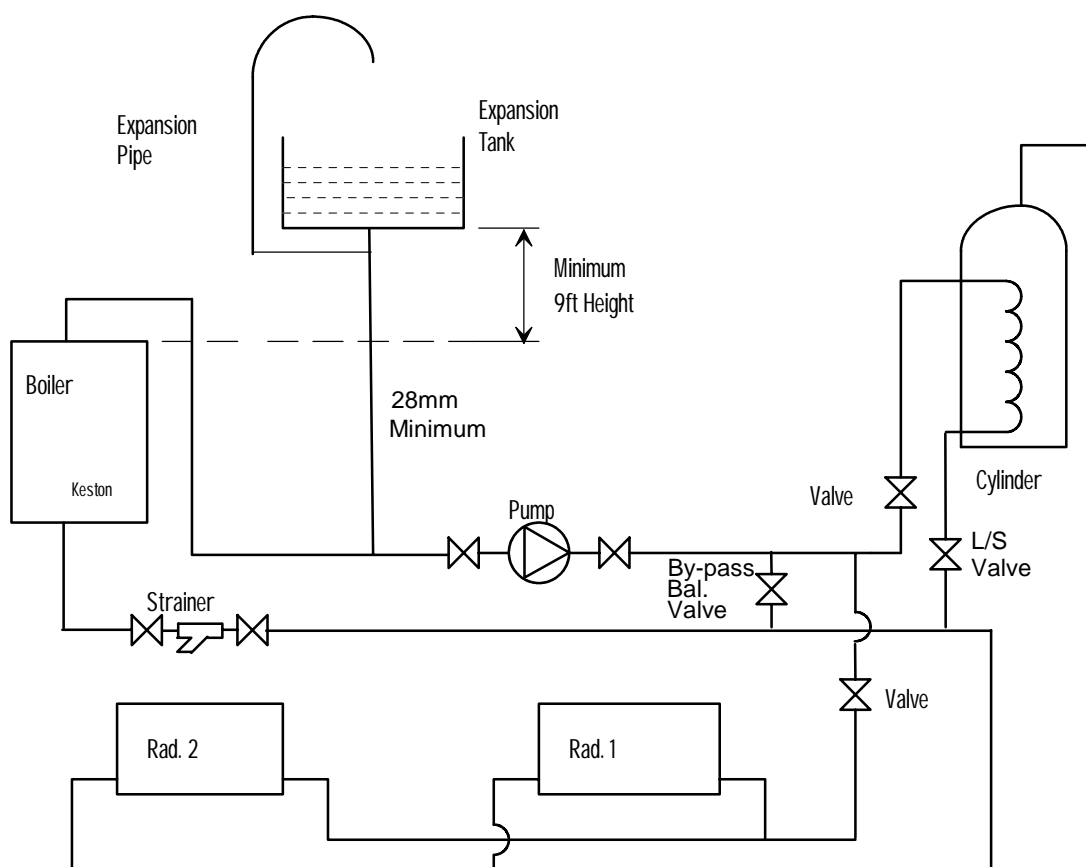 Expansion
Pipe
Expansion
Tank
Minimum
9ft Height
Boiler
Keston
28mm
Minimum
Pump
Valve
Cylinder
By-pass
Bal.
Valve
L/S
Valve
Strainer
Valve
Rad. 2
Rad. 1